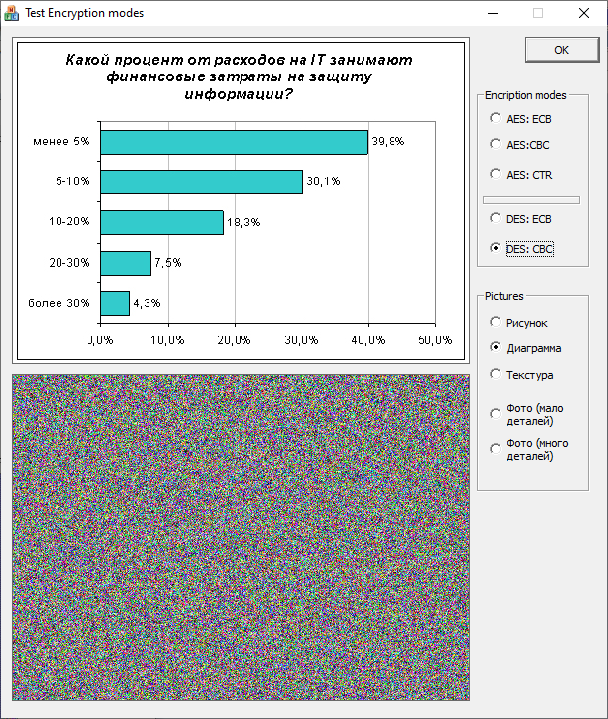 Test Encryption modes
Какой процент от расходов на IT занимают
финансовые затраты на защиту
информации?
менее 5%
39,8%
5-10%
30,1%
10-20%
18,3%
20-30%
7,5%
более 30%
4,3%
0,0%
10,0%
20,0%
30,0%
40,0%
50,0%
OK
Encription modes
AES: ECB
AES:CBC
AES: CTR
DES: ECB
DES: CBC
Pictures
Рисунок
Диаграмма
Текстура
Фото (мало
деталей)
Фото (много
деталей)